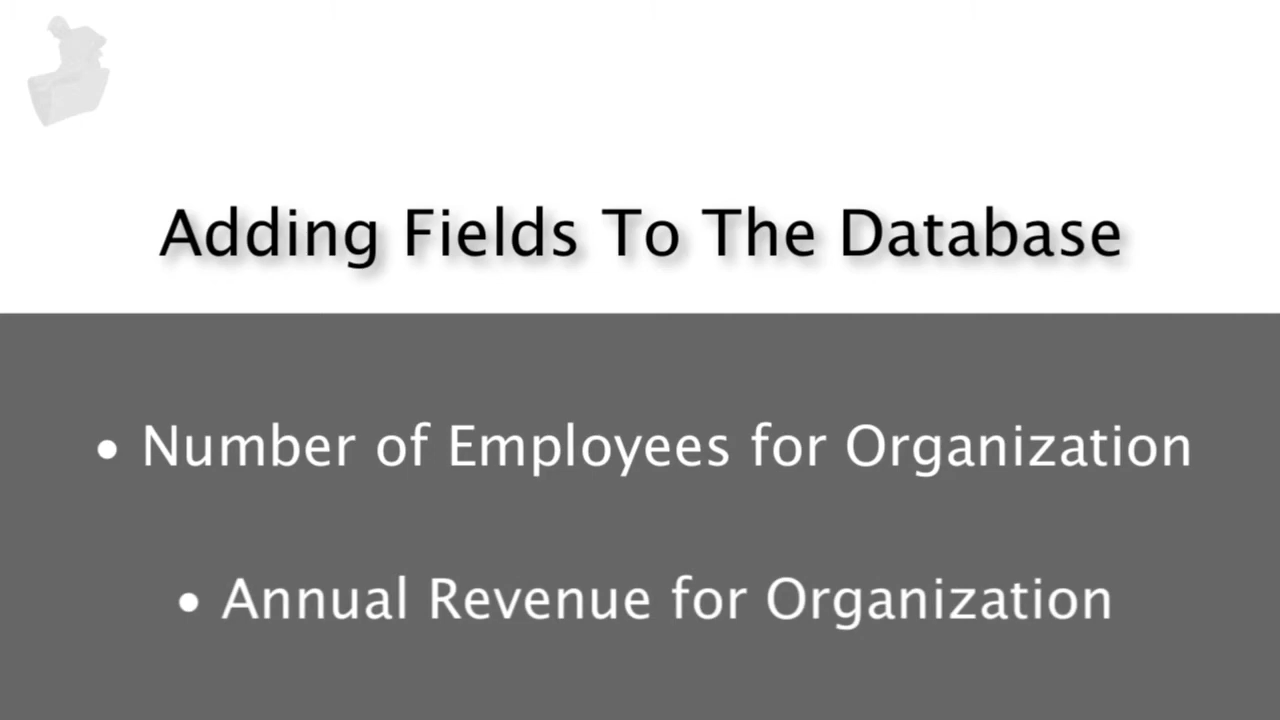 Adding Fields To The Database
• Number of Employees for Organization
• Annual Revenue for Organization